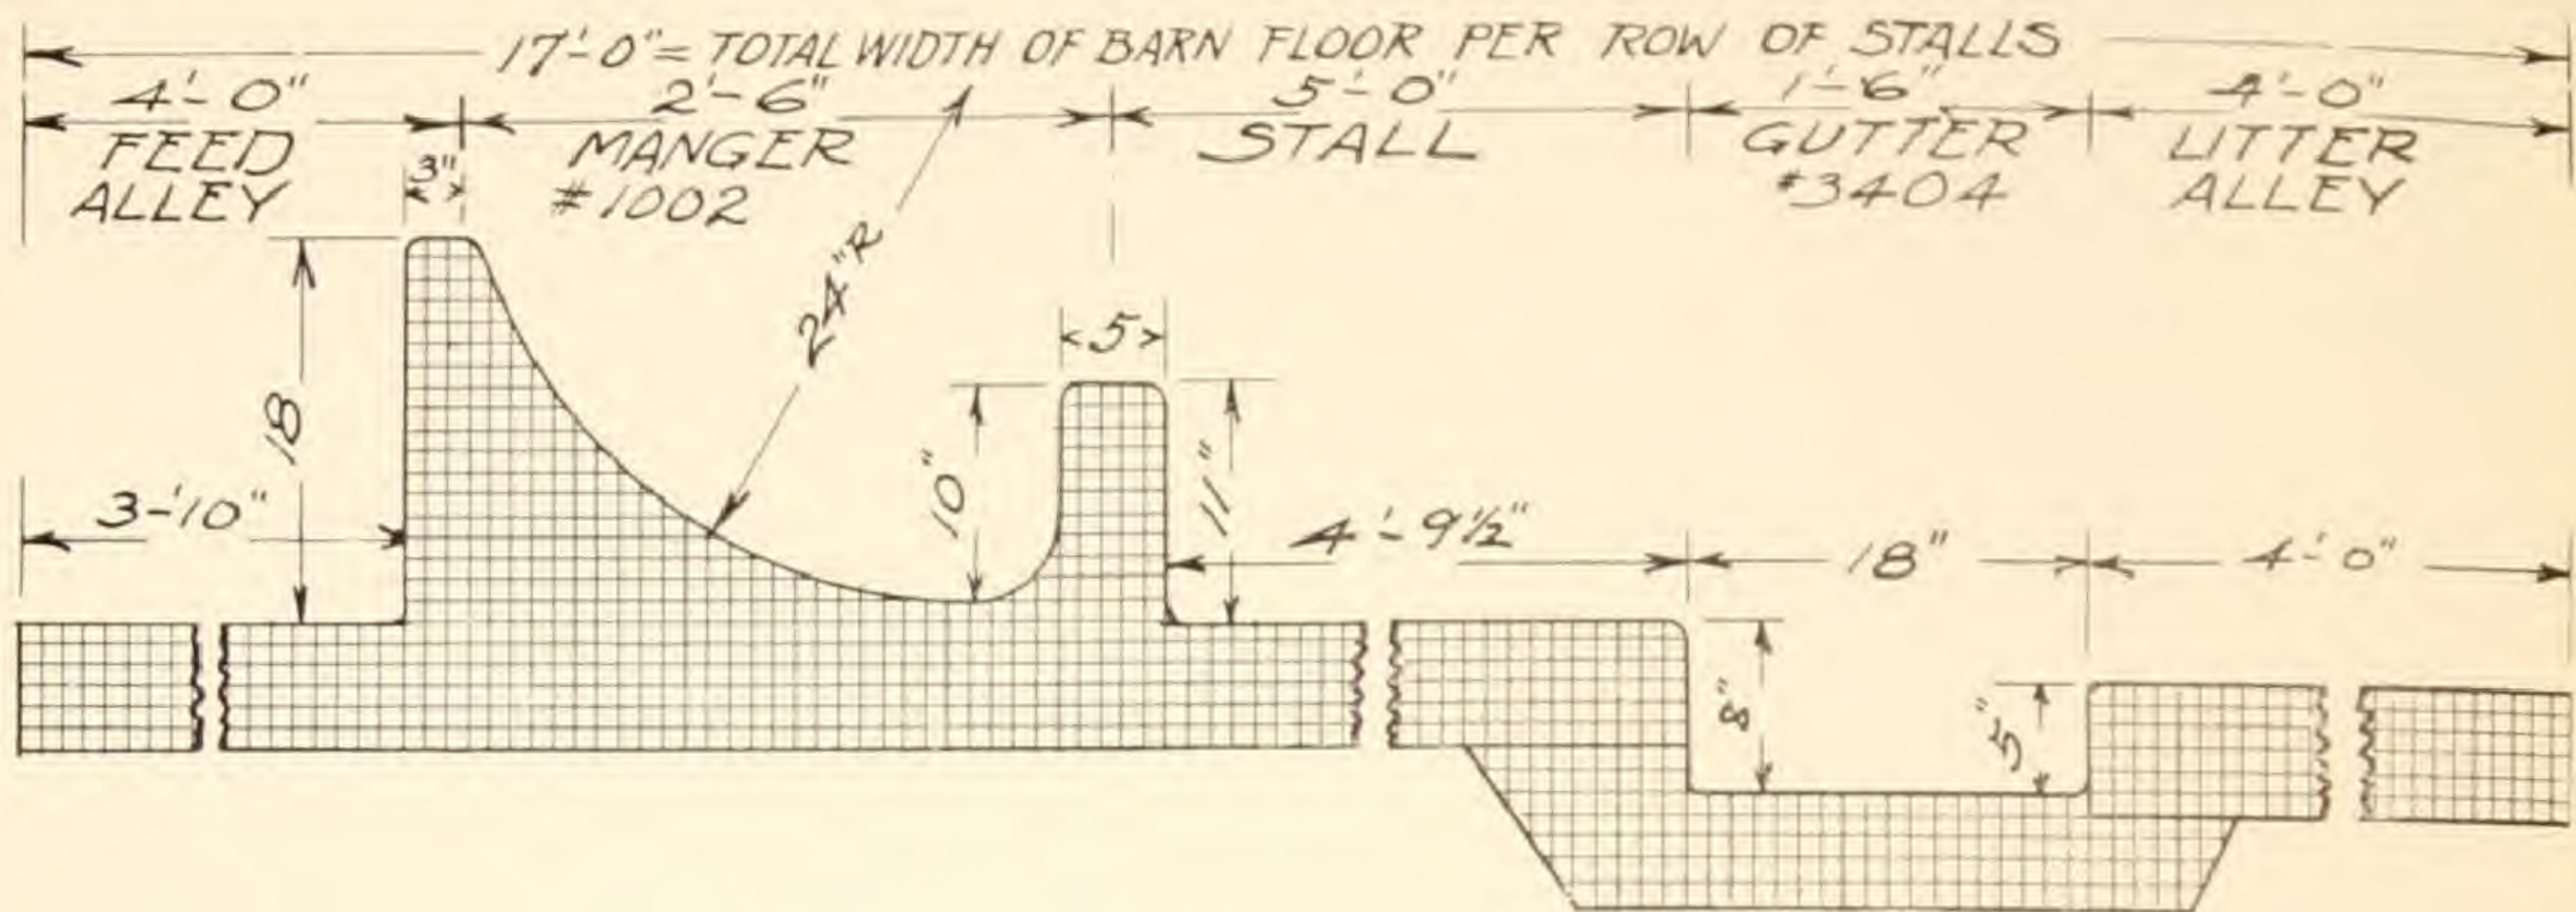 17'-0" = TOTAL WIDTH OF BARN FLOOR PER ROW OF STALLS
4'-0" 2'-6" 5'-0" 1'-6" 4'-0"
FEED MANGER STALL GUTTER LITTER
ALLEY #1002 #3404 ALLEY
3"
24"R
5
18
10"
11"
3-'10"
4'-9½"
18"
4'-0"
8"
5"